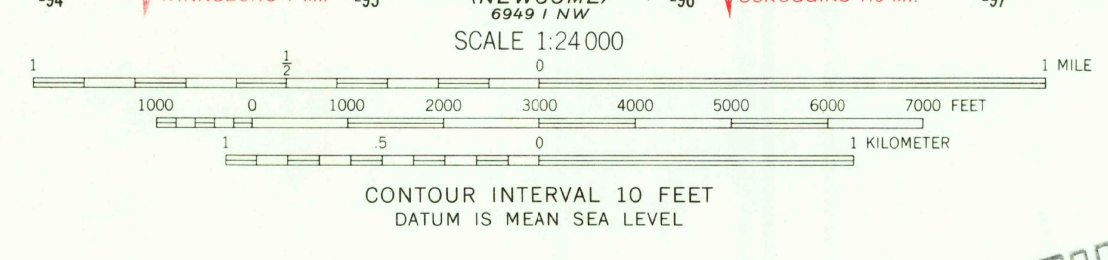 6949 I NW
SCALE 1:24 000
1 1/2 0 1 MILE
1000 0 1000 2000 3000 4000 5000 6000 7000 FEET
1 .5 0 1 KILOMETER
CONTOUR INTERVAL 10 FEET
DATUM IS MEAN SEA LEVEL